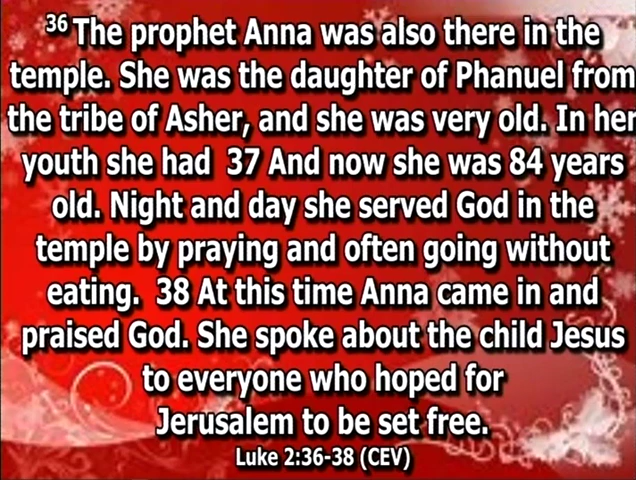 36 The prophet Anna was also there in the
temple. She was the daughter of Phanuel from
the tribe of Asher, and she was very old. In her
youth she had  37 And now she was 84 years
old. Night and day she served God in the
temple by praying and often going without
eating.  38 At this time Anna came in and
praised God. She spoke about the child Jesus
to everyone who hoped for
Jerusalem to be set free.
Luke 2:36-38 (CEV)